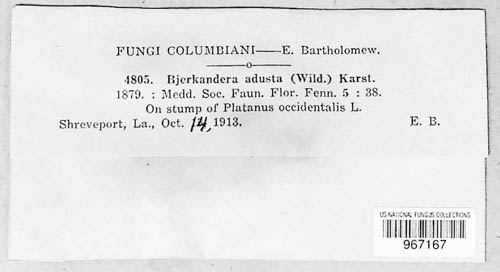 FUNGI COLUMBIANI—E. Bartholomew.
4805. Bjerkandera adusta (Wild.) Karst.
1879. : Medd. Soc. Faun. Flor. Fenn. 5 : 38.
On stump of Platanus occidentalis L.
Shreveport, La., Oct. 14, 1913. E. B.
US NATIONAL FUNGUS COLLECTIONS
967167